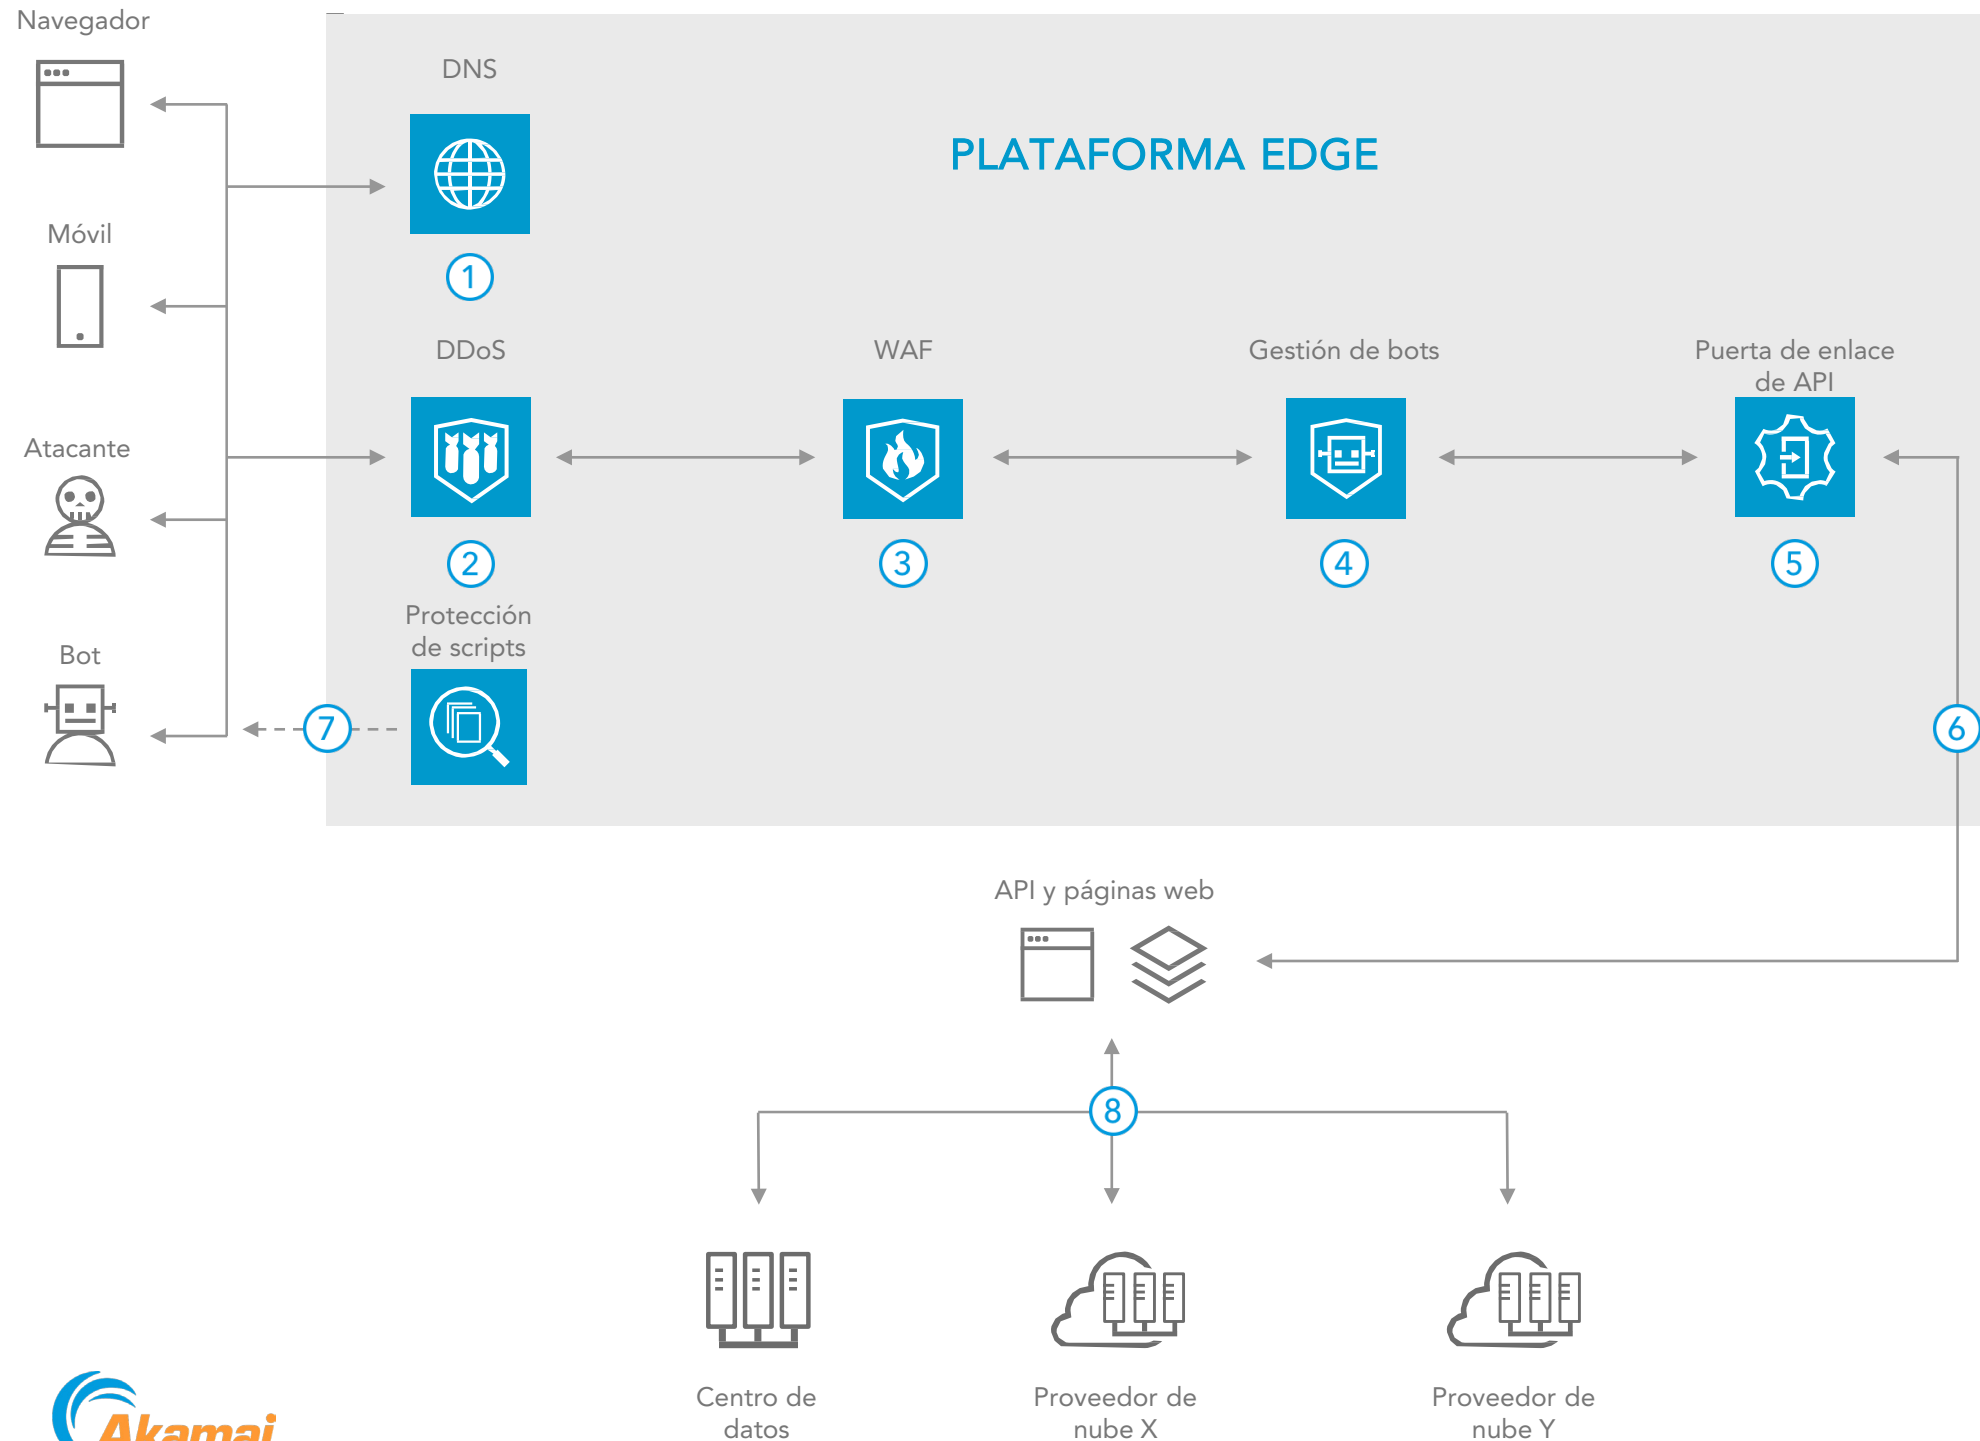 Navegador
DNS
PLATAFORMA EDGE
1
Móvil
DDoS
WAF
Gestión de bots
Puerta de enlace
de API
Atacante
2
3
4
5
Protección
de scripts
Bot
7
6
API y páginas web
8
Centro de
datos
Proveedor de
nube X
Proveedor de
nube Y
Akamai